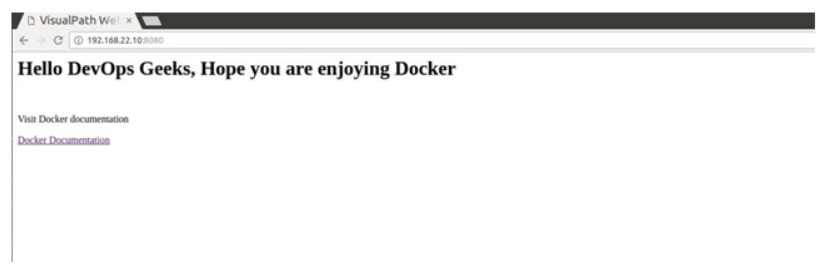 VisualPath Wel
192.168.22.10:8080
Hello DevOps Geeks, Hope you are enjoying Docker
Visit Docker documentation
Docker Documentation